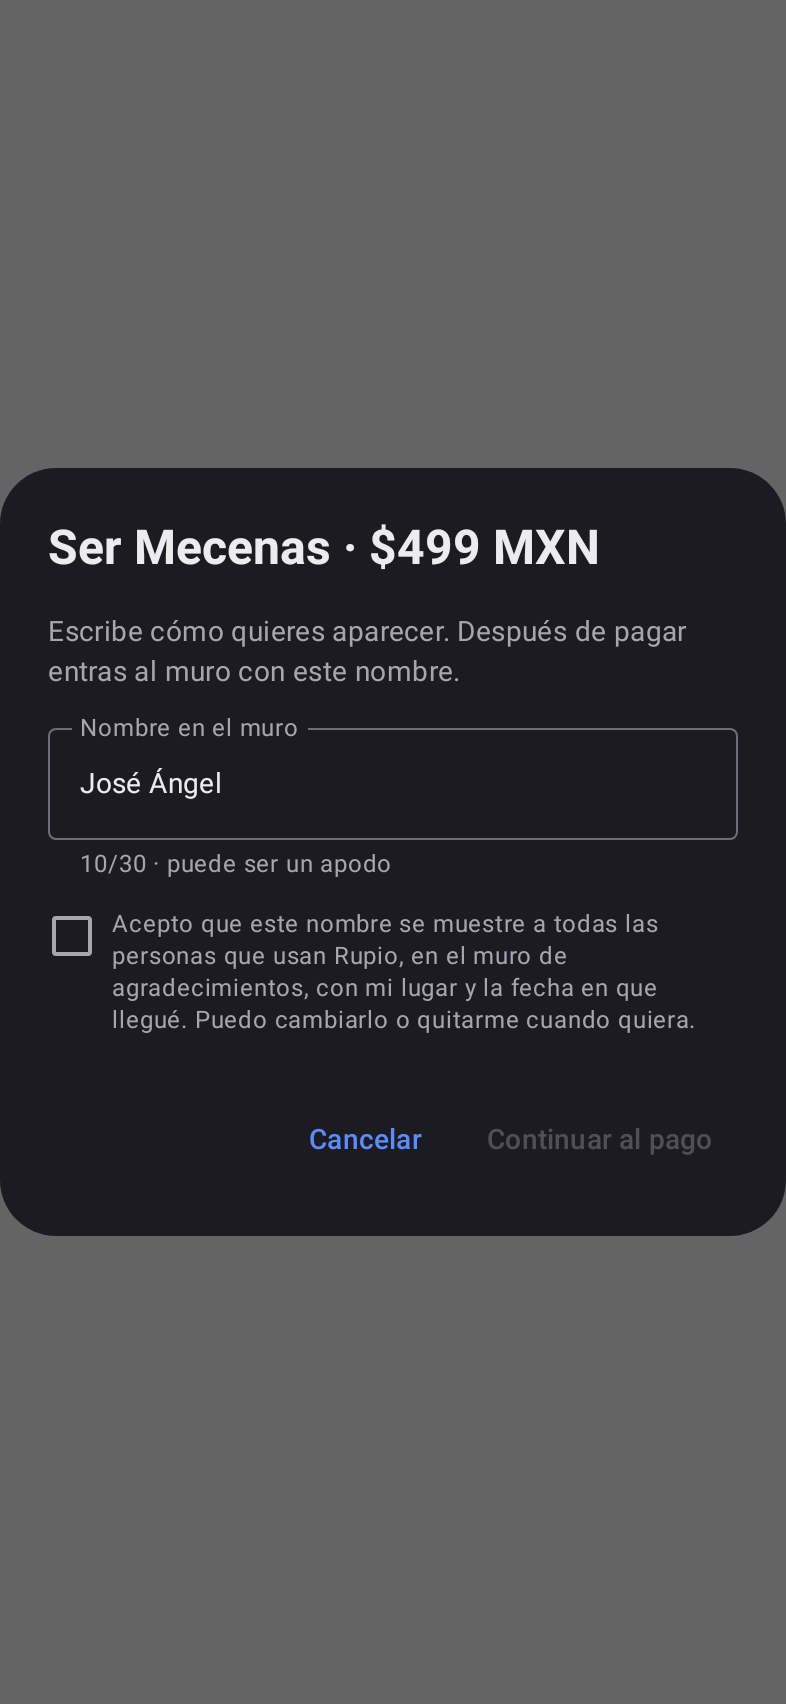 Ser Mecenas · $499 MXN
Escribe cómo quieres aparecer. Después de pagar
entras al muro con este nombre.
Nombre en el muro
José Ángel
10/30 · puede ser un apodo
Acepto que este nombre se muestre a todas las
personas que usan Rupio, en el muro de
agradecimientos, con mi lugar y la fecha en que
llegué. Puedo cambiarlo o quitarme cuando quiera.
Cancelar
Continuar al pago